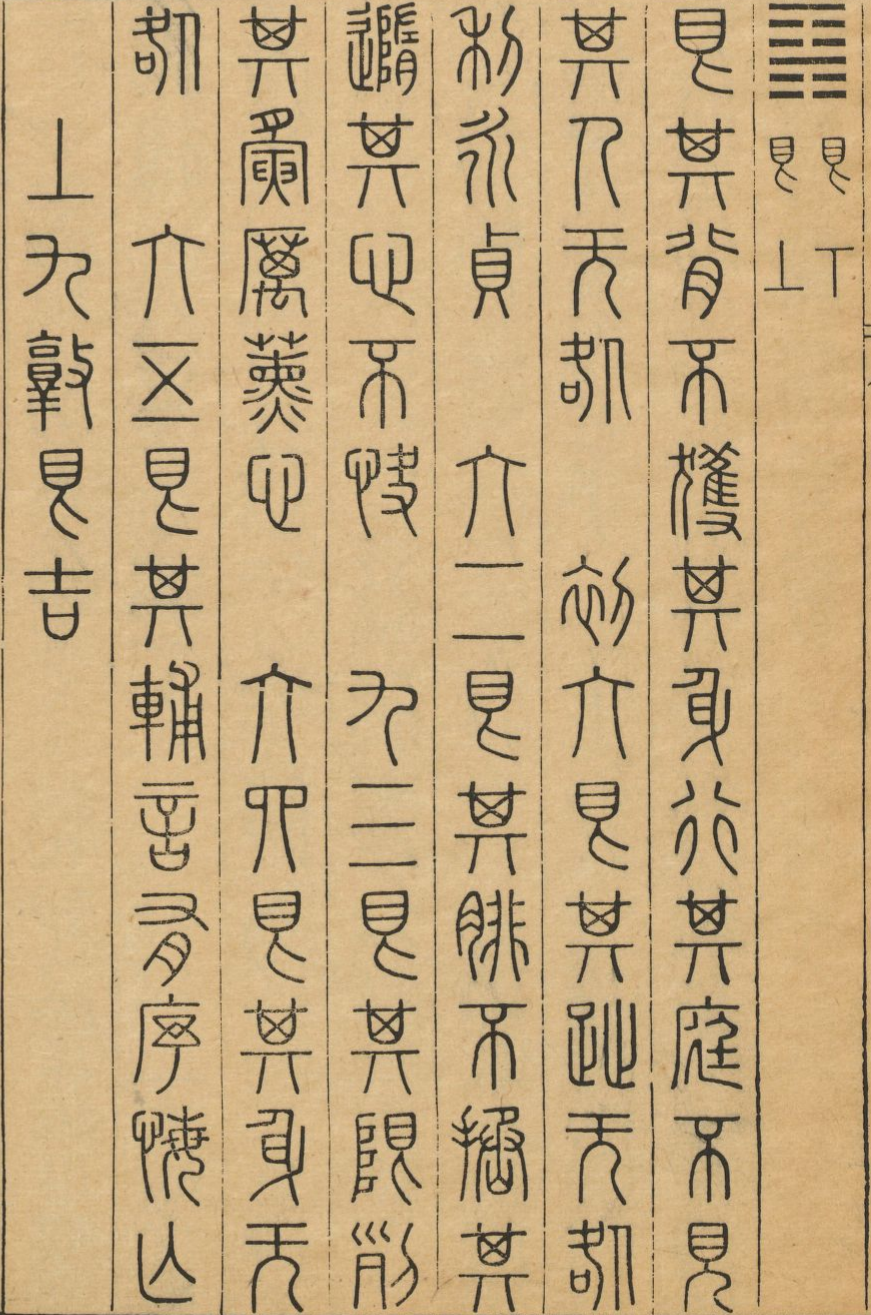 ䷳ 艮下
艮上
艮其背不獲其身行其庭不見
其人无咎 初六艮其趾无咎
利永貞 六二艮其腓不拯其
隨其心不快 九三艮其限列
其夤厲薰心 六四艮其身无
咎 六五艮其輔言有序悔亡
上九敦艮吉